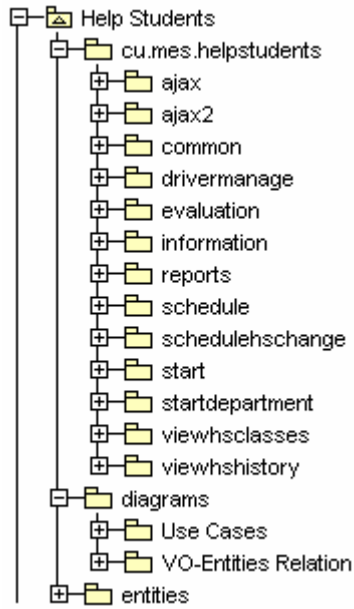 Help Students
cu.mes.helpstudents
ajax
ajax2
common
drivermanage
evaluation
information
reports
schedule
schedulehschange
start
startdepartment
viewhsclasses
viewhshistory
diagrams
Use Cases
VO-Entities Relation
entities